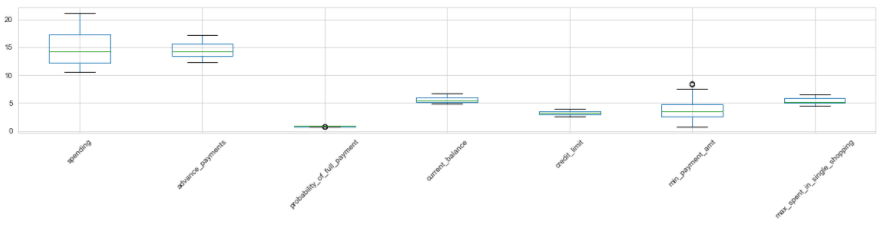 20
15
10
5
0
spending
advance_payments
probability_of_full_payment
current_balance
credit_limit
min_payment_amt
max_spent_in_single_shopping